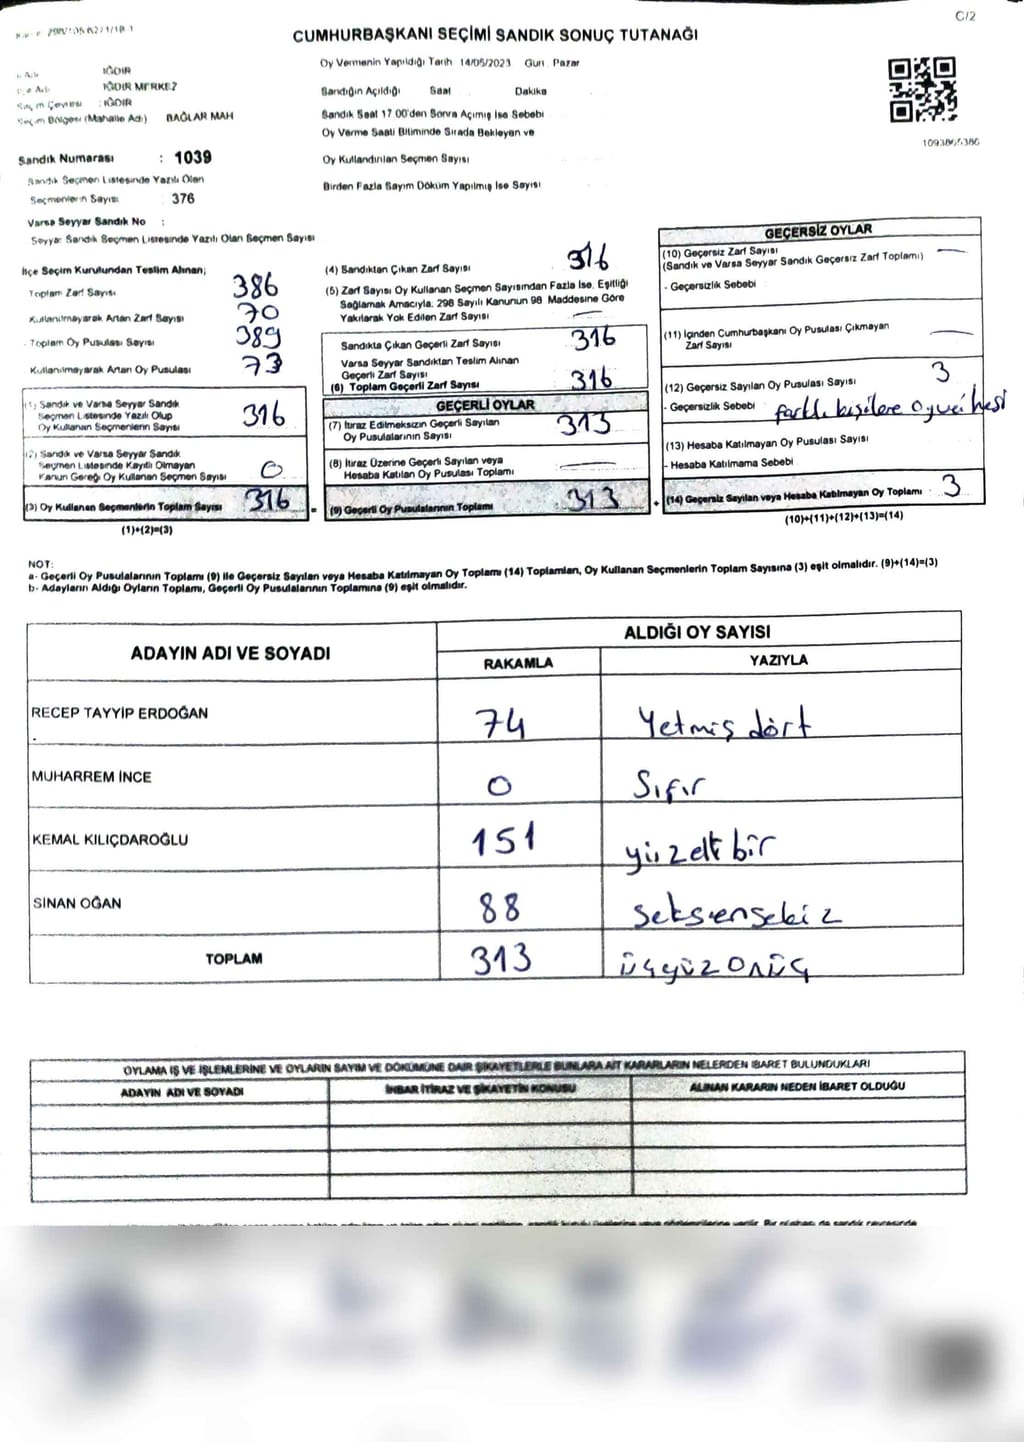 C/2
CUMHURBAŞKANI SEÇİMİ SANDIK SONUÇ TUTANAĞI
Oy Vermenin Yapıldığı Tarih 14/05/2023 Gün Pazar
IĞDIR
IĞDIR MERKEZ
Seçim Çevresi : IĞDIR
Seçim Bölgesi (Mahalle Adı) BAĞLAR MAH
Sandığın Açıldığı Saat Dakika
Sandık Saat 17 00'den Sonra Açımış İse Sebebi
Oy Verme Saati Bitiminde Sırada Bekleyen ve
Oy Kullandırılan Seçmen Sayısı
Birden Fazla Sayım Döküm Yapılmış İse Sayısı
1093865386
Sandık Numarası : 1039
Sandık Seçmen Listesinde Yazılı Olan
Seçmenlerin Sayısı 376
Varsa Seyyar Sandık No :
Seyyar Sandık Seçmen Listesinde Yazılı Olan Seçmen Sayısı
İlçe Seçim Kurulundan Teslim Alınan;
Toplam Zarf Sayısı 386
Kullanılmayarak Artan Zarf Sayısı 70
- Toplam Oy Pusulası Sayısı 389
Kullanılmayarak Artan Oy Pusulası 73
(1) Sandık ve Varsa Seyyar Sandık
Seçmen Listesinde Yazılı Olup
Oy Kullanan Seçmenlerin Sayısı 316
(2) Sandık ve Varsa Seyyar Sandık
Seçmen Listesinde Kayıtlı Olmayan
Kanun Gereği Oy Kullanan Seçmen Sayısı 0
(3) Oy Kullanan Seçmenlerin Toplam Sayısı 316
(1)+(2)=(3)
(4) Sandıktan Çıkan Zarf Sayısı 316
(5) Zarf Sayısı Oy Kullanan Seçmen Sayısından Fazla İse, Eşitliği
Sağlamak Amacıyla, 298 Sayılı Kanunun 98 Maddesine Göre
Yakılarak Yok Edilen Zarf Sayısı —
Sandıkta Çıkan Geçerli Zarf Sayısı 316
Varsa Seyyar Sandıktan Teslim Alınan
Geçerli Zarf Sayısı
(6) Toplam Geçerli Zarf Sayısı 316
GEÇERLİ OYLAR
(7) İtiraz Edilmeksizin Geçerli Sayılan
Oy Pusulalarının Sayısı 313
(8) İtiraz Üzerine Geçerli Sayılan veya
Hesaba Katılan Oy Pusulası Toplamı —
= (9) Geçerli Oy Pusulalarının Toplamı 313 +
GEÇERSİZ OYLAR
(10) Geçersiz Zarf Sayısı —
(Sandık ve Varsa Seyyar Sandık Geçersiz Zarf Toplamı)
- Geçersizlik Sebebi
(11) İçinden Cumhurbaşkanı Oy Pusulası Çıkmayan
Zarf Sayısı —
(12) Geçersiz Sayılan Oy Pusulası Sayısı 3
- Geçersizlik Sebebi farklı kişilere
(13) Hesaba Katılmayan Oy Pusulası Sayısı
- Hesaba Katılmama Sebebi
(14) Geçersiz Sayılan veya Hesaba Katılmayan Oy Toplamı 3
(10)+(11)+(12)+(13)=(14)
NOT:
a- Geçerli Oy Pusulalarının Toplamı (9) ile Geçersiz Sayılan veya Hesaba Katılmayan Oy Toplamı (14) Toplamları, Oy Kullanan Seçmenlerin Toplam Sayısına (3) eşit olmalıdır. (9)+(14)=(3)
b- Adayların Aldığı Oyların Toplamı, Geçerli Oy Pusulalarının Toplamına (9) eşit olmalıdır.
ADAYIN ADI VE SOYADI ALDIĞI OY SAYISI
RAKAMLA YAZIYLA
RECEP TAYYİP ERDOĞAN 74 Yetmiş dört
MUHARREM İNCE 0 Sıfır
KEMAL KILIÇDAROĞLU 151 yüzelli bir
SİNAN OĞAN 88 seksensekiz
TOPLAM 313 üçyüz onüç
OYLAMA İŞ VE İŞLEMLERİNE VE OYLARIN SAYIM VE DÖKÜMÜNE DAİR ŞİKAYETLERLE BUNLARA AİT KARARLARIN NELERDEN İBARET BULUNDUKLARI
ADAYIN ADI VE SOYADI İHBAR İTİRAZ VE ŞİKAYETİN KONUSU ALINAN KARARIN NEDEN İBARET OLDUĞU